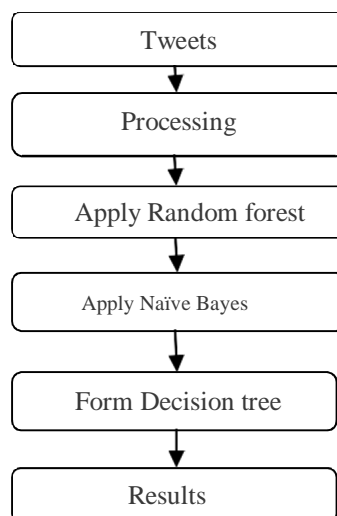 Tweets
Processing
Apply Random forest
Apply Naïve Bayes
Form Decision tree
Results